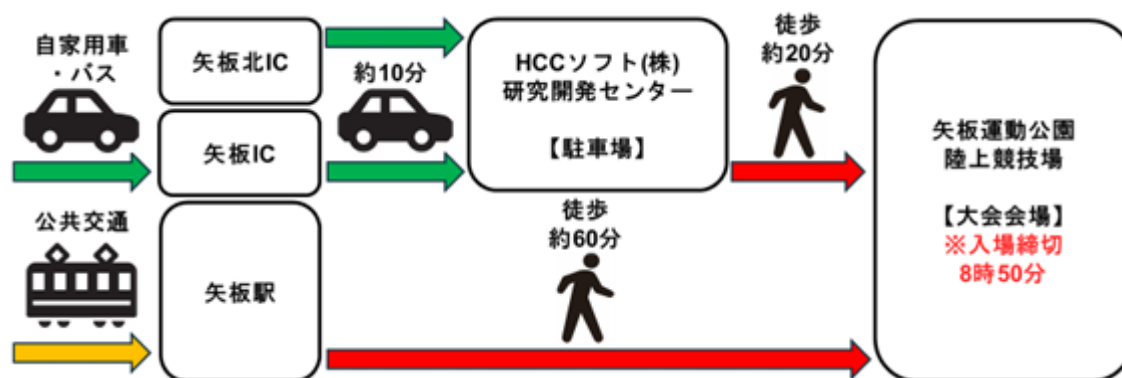 自家用車
・バス
矢板北IC
約10分
矢板IC
HCCソフト(株)
研究開発センター
【駐車場】
徒歩
約20分
公共交通
矢板駅
徒歩
約60分
矢板運動公園
陸上競技場
【大会会場】
※入場締切
8時50分